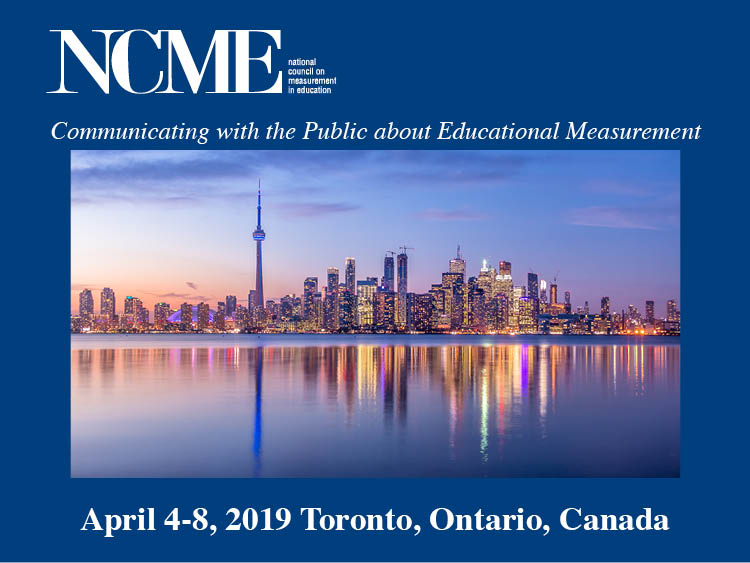 NCME
national
council on
measurement
in education
Communicating with the Public about Educational Measurement
April 4-8, 2019 Toronto, Ontario, Canada